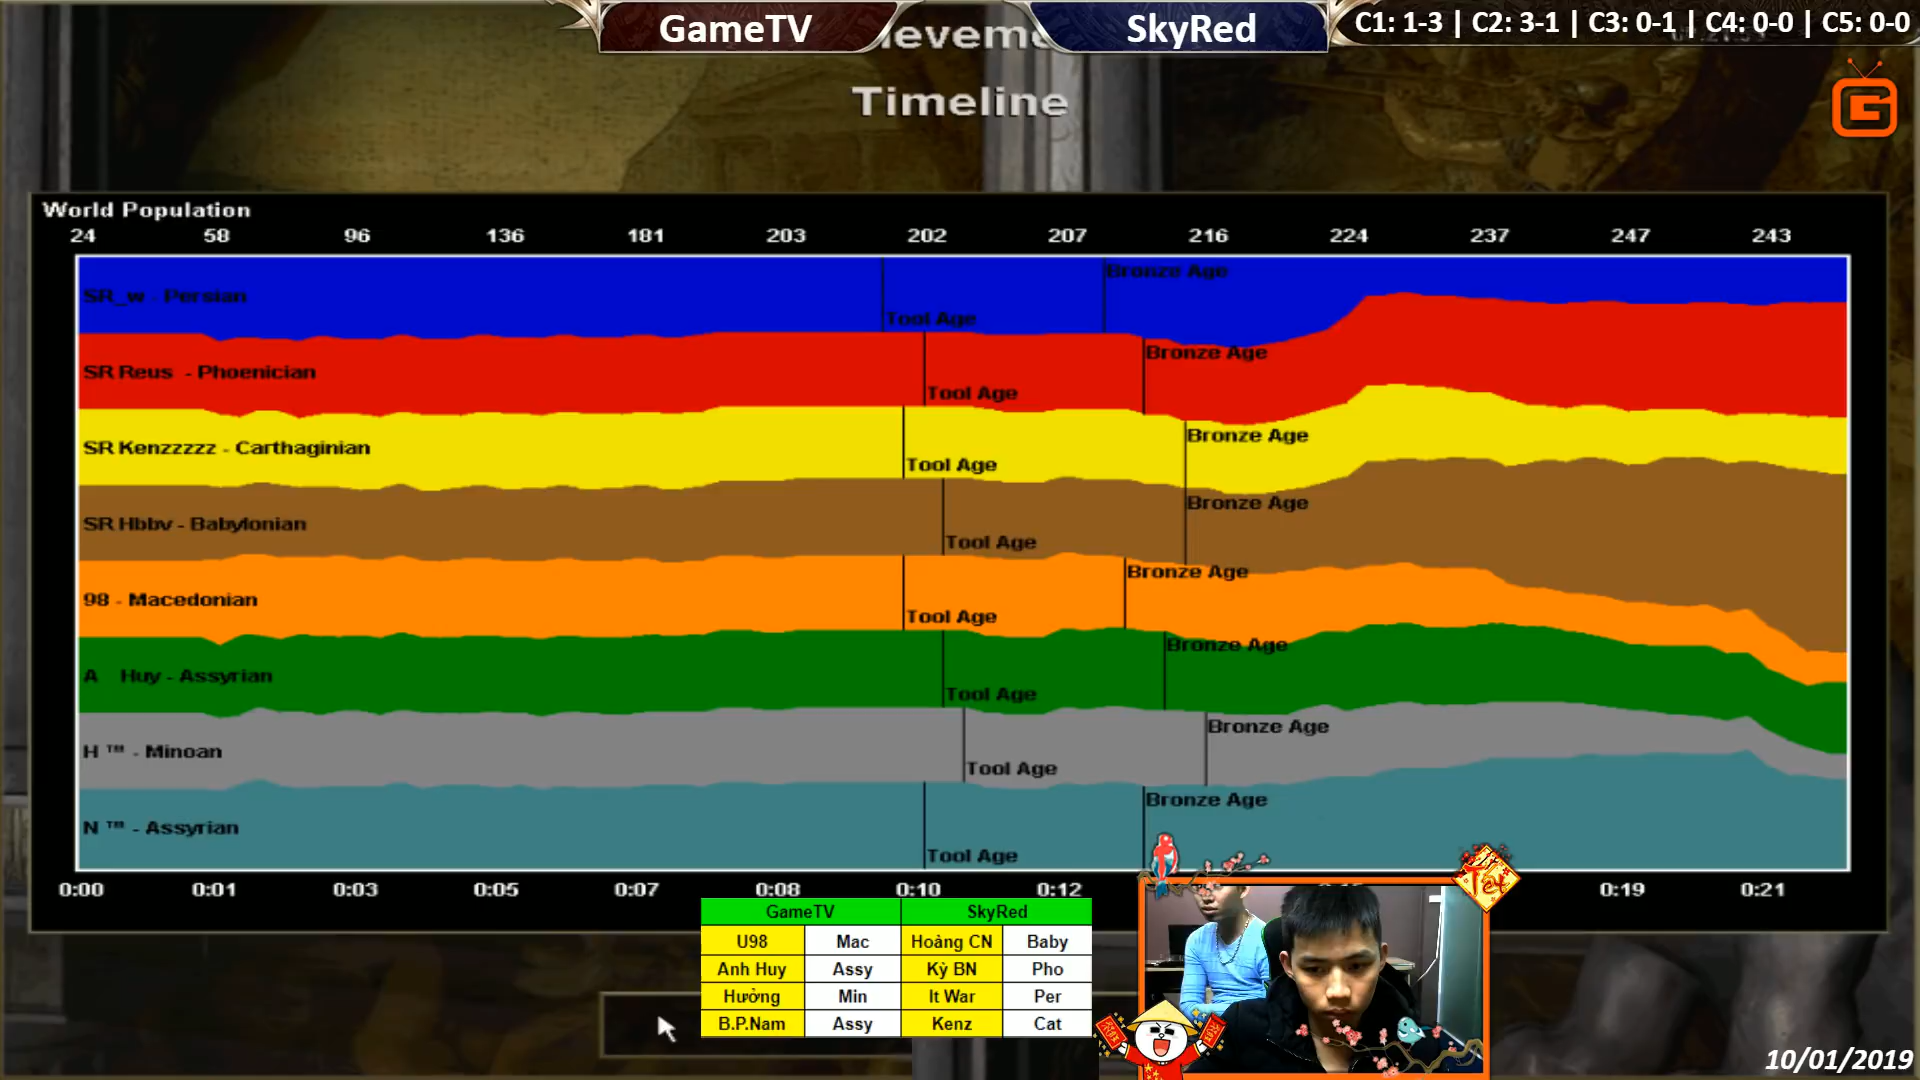 GameTV
SkyRed
C1: 1-3 | C2: 3-1 | C3: 0-1 | C4: 0-0 | C5: 0-0
Timeline
World Population
24 58 96 136 181 203 202 207 216 224 237 247 243
SR_w - Persian
Tool Age
Bronze Age
SR Reus - Phoenician
Tool Age
Bronze Age
SR Kenzzzzz - Carthaginian
Tool Age
Bronze Age
SR Hbbv - Babylonian
Tool Age
Bronze Age
98 - Macedonian
Tool Age
Bronze Age
A Huy - Assyrian
Tool Age
Bronze Age
H ™ - Minoan
Tool Age
Bronze Age
N ™ - Assyrian
Tool Age
Bronze Age
0:00 0:01 0:03 0:05 0:07 0:08 0:10 0:12 0:19 0:21
GameTV SkyRed
U98 Mac Hoàng CN Baby
Anh Huy Assy Kỳ BN Pho
Hưởng Min It War Per
B.P.Nam Assy Kenz Cat
Tết
10/01/2019